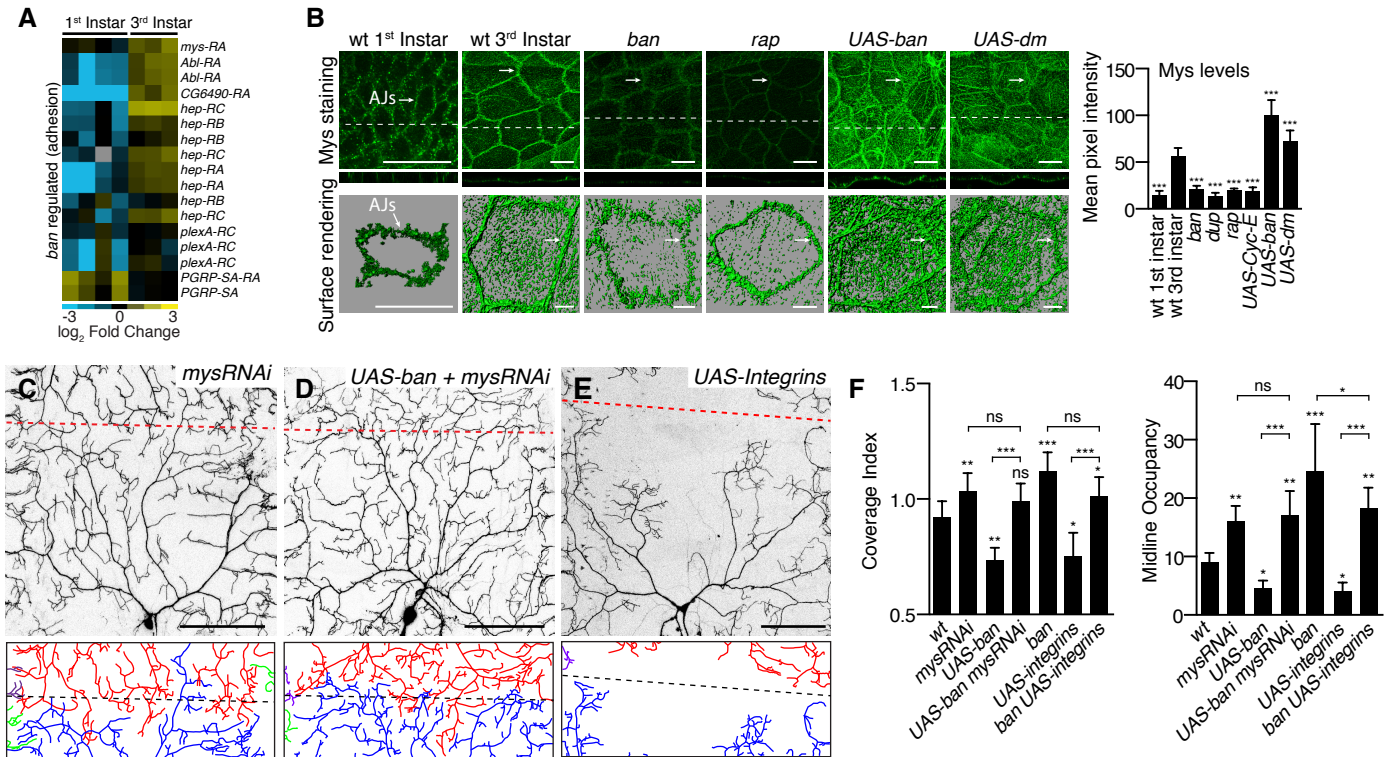 A
1st Instar 3rd Instar
ban regulated (adhesion)
mys-RA
Abl-RA
Abl-RA
CG6490-RA
hep-RC
hep-RB
hep-RB
hep-RC
hep-RA
hep-RA
hep-RB
hep-RC
plexA-RC
plexA-RC
plexA-RC
PGRP-SA-RA
PGRP-SA
-3 0 3
log2 Fold Change
B
wt 1st Instar wt 3rd Instar ban rap UAS-ban UAS-dm
Mys staining
AJs
Surface rendering
AJs
Mys levels
Mean pixel intensity
150
100
50
0
*** *** *** *** *** *** ***
wt 1st instar
wt 3rd instar
ban
dup
rap
UAS-Cyc-E
UAS-ban
UAS-dm
C mysRNAi
D UAS-ban + mysRNAi
E UAS-Integrins
F
Coverage Index
1.5
1.0
0.5
ns ns
** ** *** ns *** * *** *
wt
mysRNAi
UAS-ban
UAS-ban mysRNAi
ban
UAS-integrins
ban UAS-integrins
Midline Occupancy
40
30
20
10
0
ns *
** * *** ** *** * *** **
wt
mysRNAi
UAS-ban
UAS-ban mysRNAi
ban
UAS-integrins
ban UAS-integrins